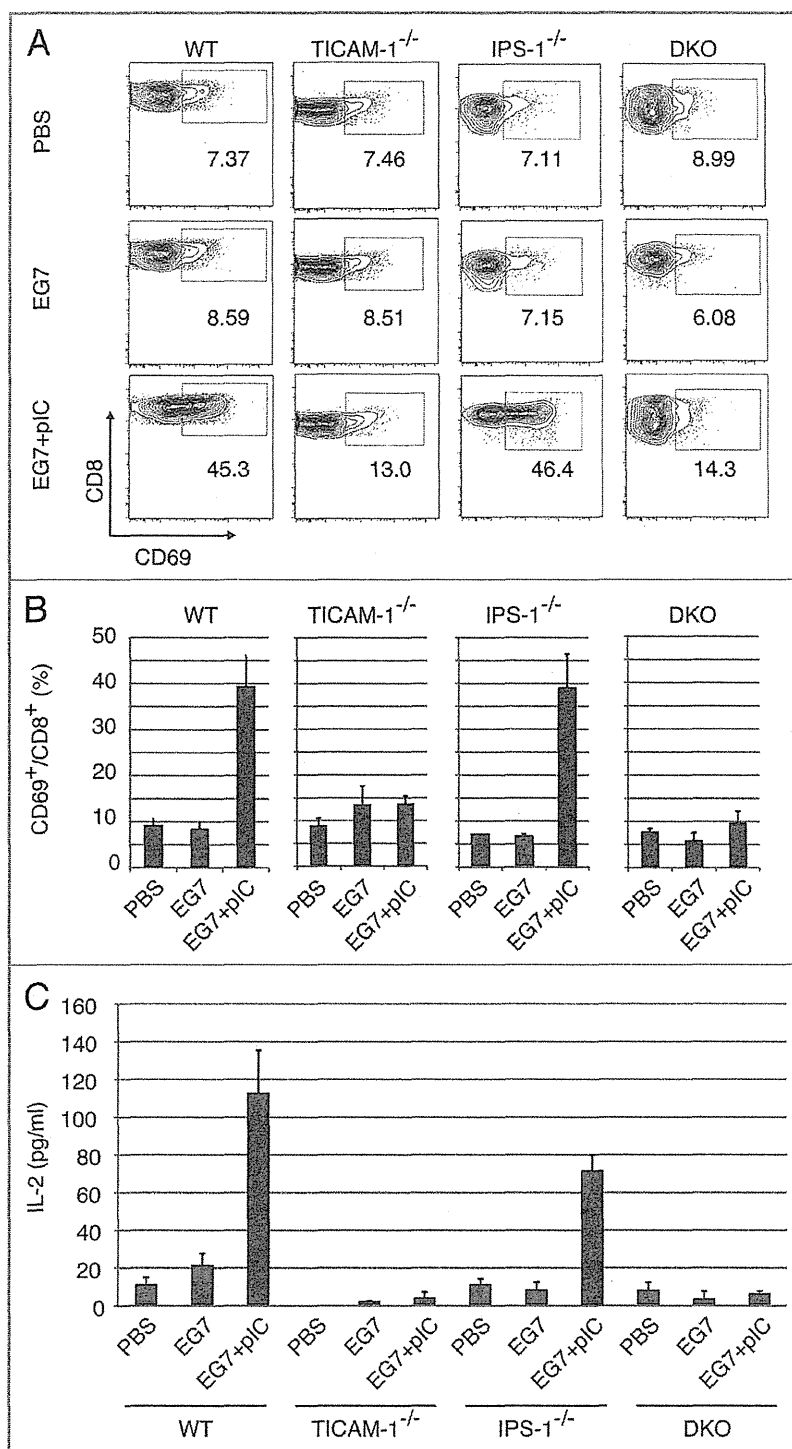 A
WT TICAM-1-/- IPS-1-/- DKO
PBS
7.37 7.46 7.11 8.99
EG7
8.59 8.51 7.15 6.08
EG7+pIC
45.3 13.0 46.4 14.3
CD8
CD69
B
WT TICAM-1-/- IPS-1-/- DKO
CD69+/CD8+ (%)
50
40
30
20
10
0
PBS EG7 EG7+pIC PBS EG7 EG7+pIC PBS EG7 EG7+pIC PBS EG7 EG7+pIC
C
IL-2 (pg/ml)
160
140
120
100
80
60
40
20
0
PBS EG7 EG7+pIC PBS EG7 EG7+pIC PBS EG7 EG7+pIC PBS EG7 EG7+pIC
WT TICAM-1-/- IPS-1-/- DKO